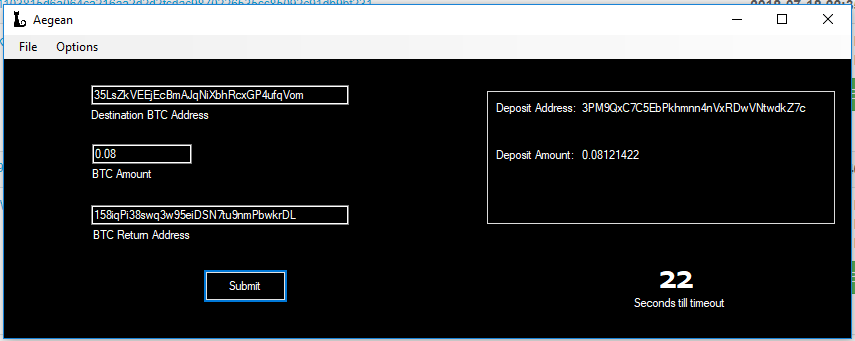 Aegean
File Options
35LsZkVEEjEcBmAJqNiXbhRcxGP4ufqVom
Destination BTC Address
0.08
BTC Amount
158iqPi38swq3w95eiDSN7tu9nmPbwkrDL
BTC Return Address
Submit
Deposit Address: 3PM9QxC7C5EbPkhmnn4nVxRDwVNtwdkZ7c
Deposit Amount: 0.08121422
22
Seconds till timeout